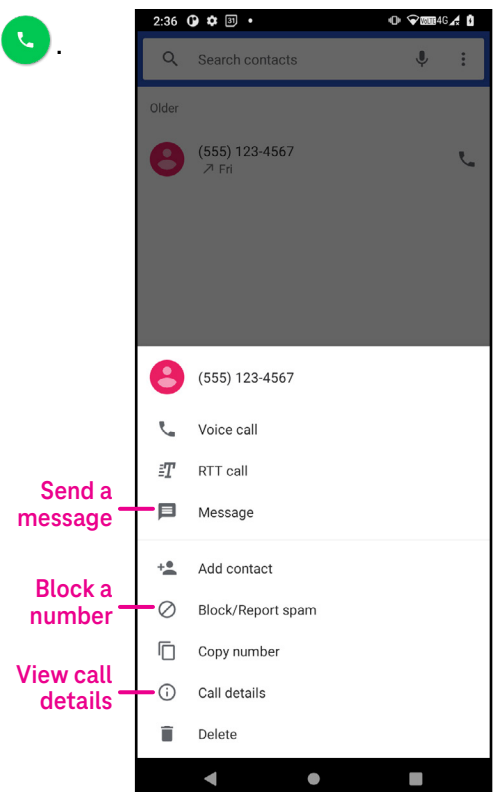 .
2:36 31 • 4G
Search contacts
Older
(555) 123-4567
Fri
(555) 123-4567
Voice call
RTT call
Send a
message
Message
Add contact
Block a
number
Block/Report spam
Copy number
View call
details
Call details
Delete